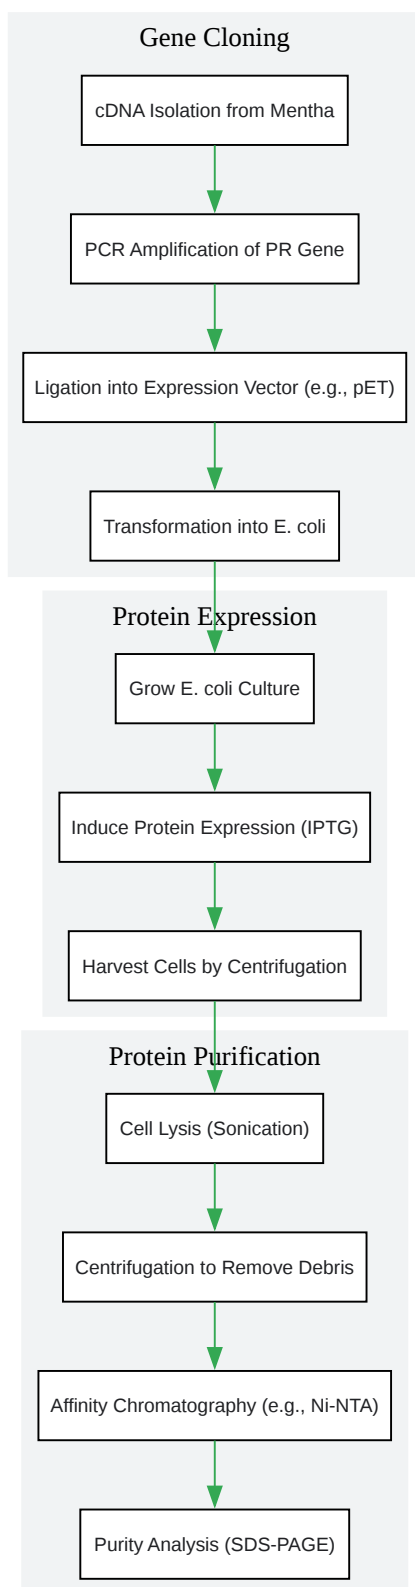 Gene Cloning
cDNA Isolation from Mentha
PCR Amplification of PR Gene
Ligation into Expression Vector (e.g., pET)
Transformation into E. coli
Protein Expression
Grow E. coli Culture
Induce Protein Expression (IPTG)
Harvest Cells by Centrifugation
Protein Purification
Cell Lysis (Sonication)
Centrifugation to Remove Debris
Affinity Chromatography (e.g., Ni-NTA)
Purity Analysis (SDS-PAGE)